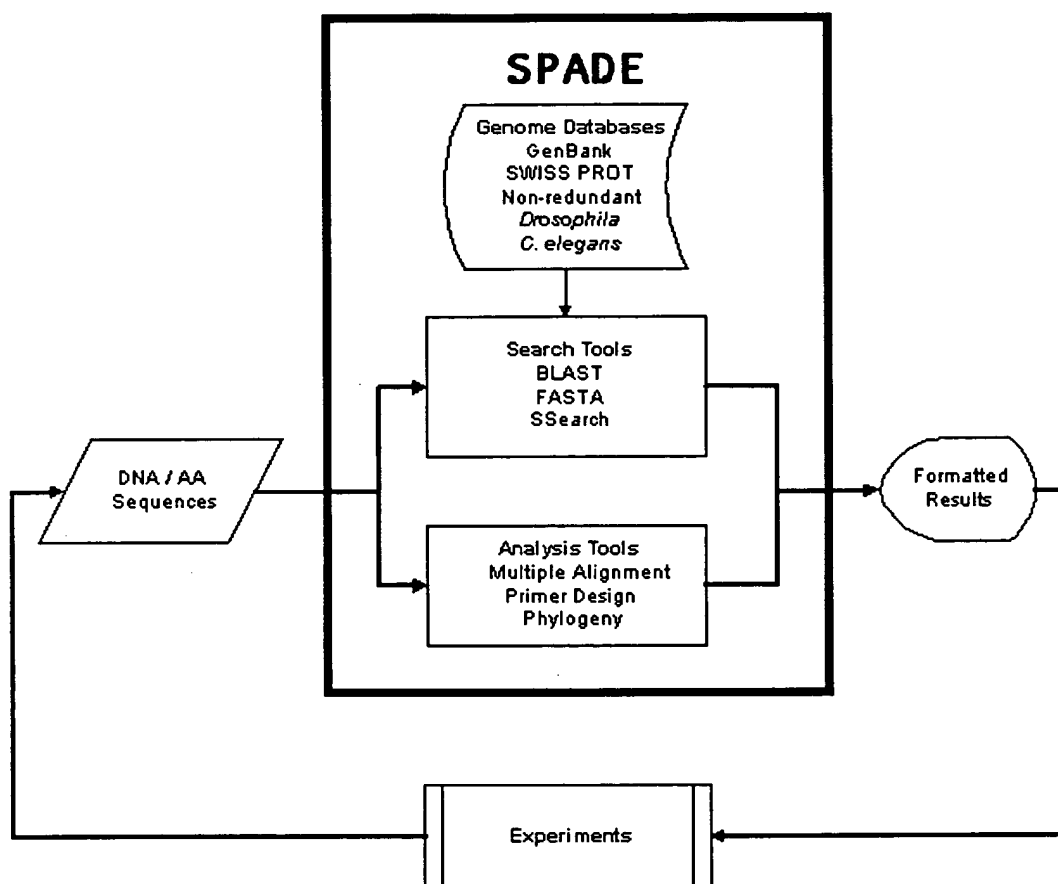 SPADE
Genome Databases
GenBank
SWISS PROT
Non-redundant
Drosophila
C. elegans
Search Tools
BLAST
FASTA
SSearch
DNA / AA
Sequences
Formatted
Results
Analysis Tools
Multiple Alignment
Primer Design
Phylogeny
Experiments